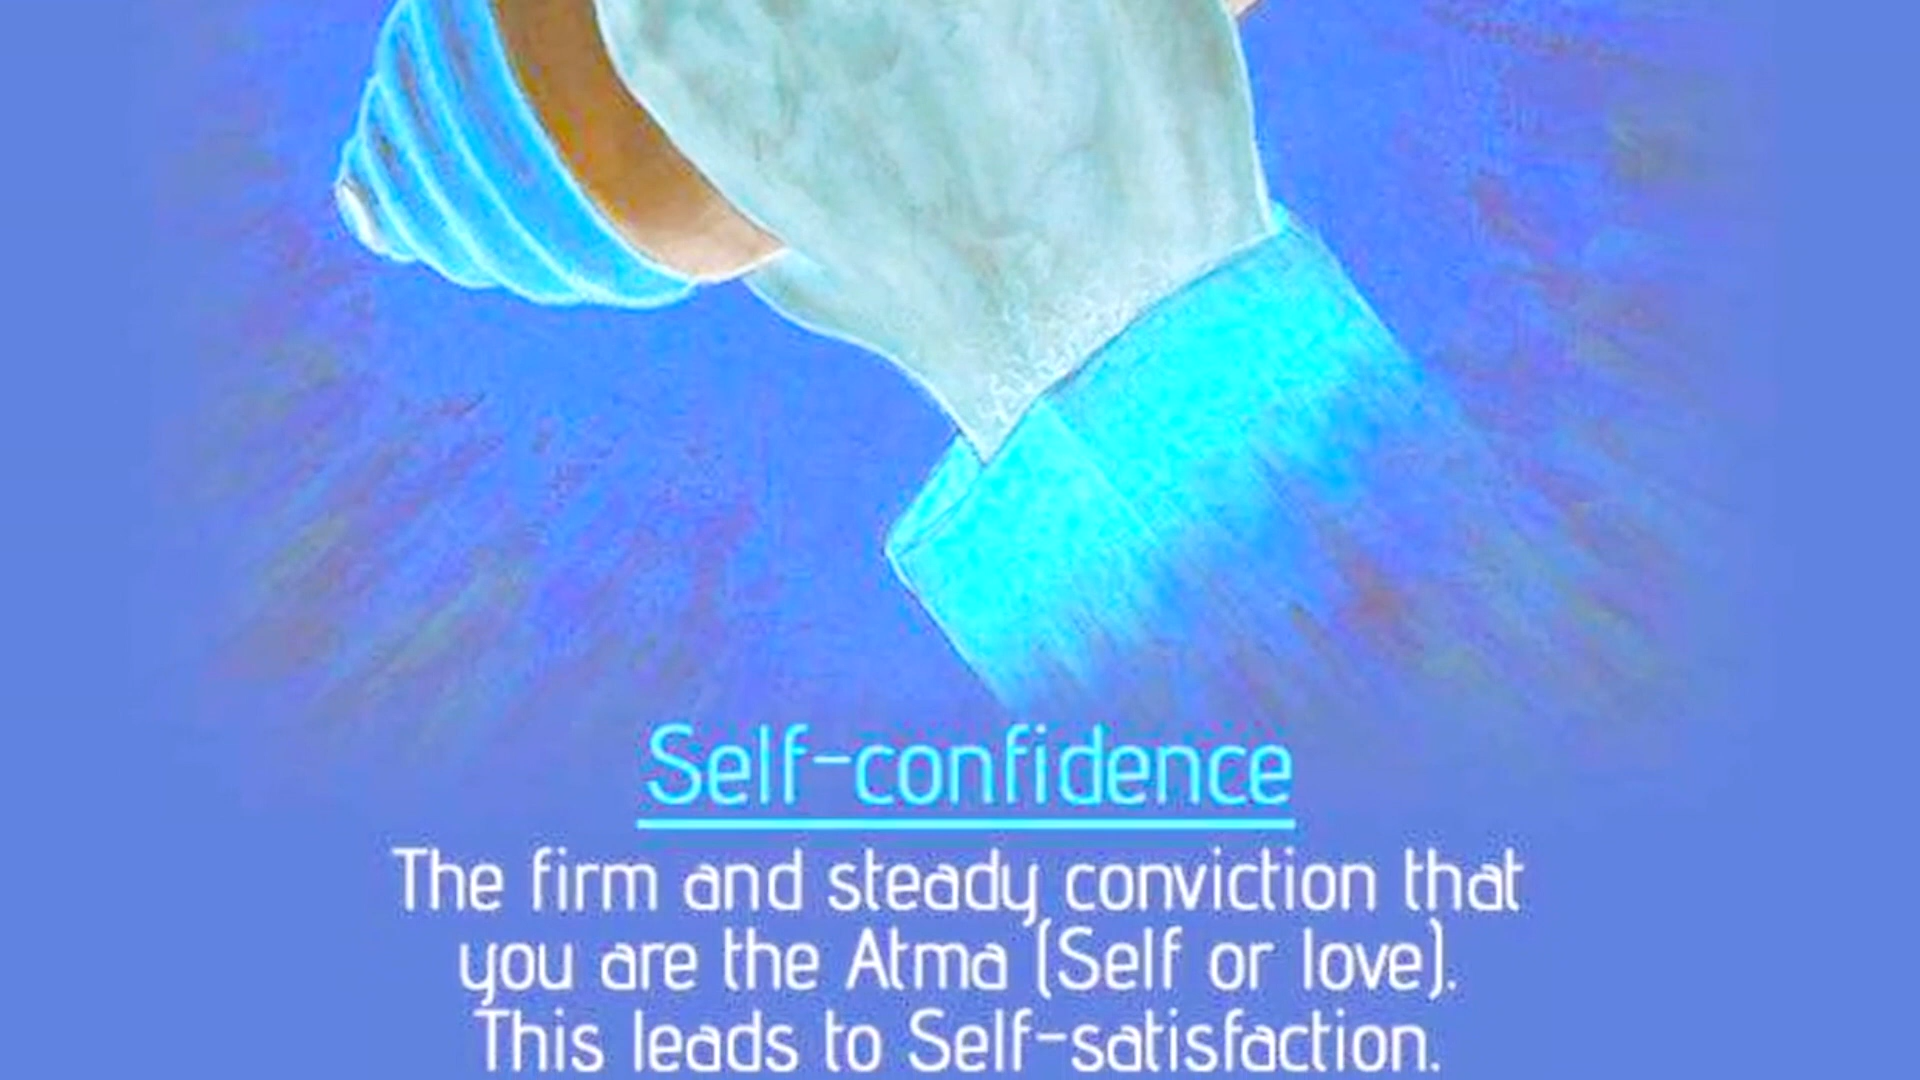 Self-confidence
The firm and steady conviction that
you are the Atma (Self or love).
This leads to Self-satisfaction.